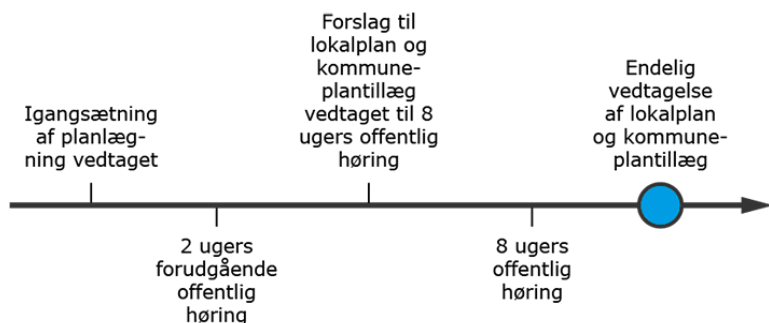 Igangsætning
af planlæg-
ning vedtaget
2 ugers
forudgående
offentlig
høring
Forslag til
lokalplan og
kommune-
plantillæg
vedtaget til 8
ugers offentlig
høring
8 ugers
offentlig
høring
Endelig
vedtagelse
af lokalplan
og kommune-
plantillæg